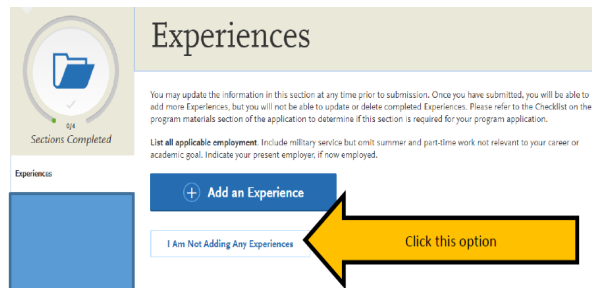 Experiences
0/4
Sections Completed
Experiences
You may update the information in this section at any time prior to submission. Once you have submitted, you will be able to
add more Experiences, but you will not be able to update or delete completed Experiences. Please refer to the Checklist on the
program materials section of the application to determine if this section is required for your program application.
List all applicable employment. Include military service but omit summer and part-time work not relevant to your career or
academic goal. Indicate your present employer, if now employed.
Add an Experience
I Am Not Adding Any Experiences
Click this option